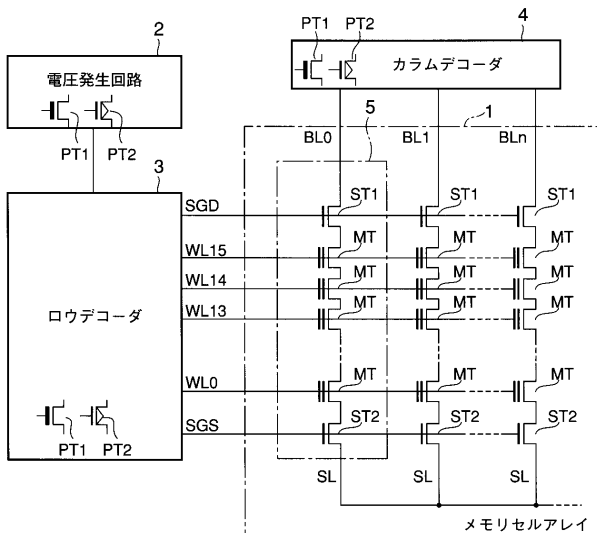 PT1 PT2 4
2
電圧発生回路
カラムデコーダ
PT1 PT2
5
1
BL0 BL1 BLn
3
SGD ST1 ST1 ST1
WL15 MT MT MT
WL14 MT MT MT
WL13 MT MT MT
ロウデコーダ
WL0 MT MT MT
SGS ST2 ST2 ST2
PT1 PT2
SL SL SL
メモリセルアレイ